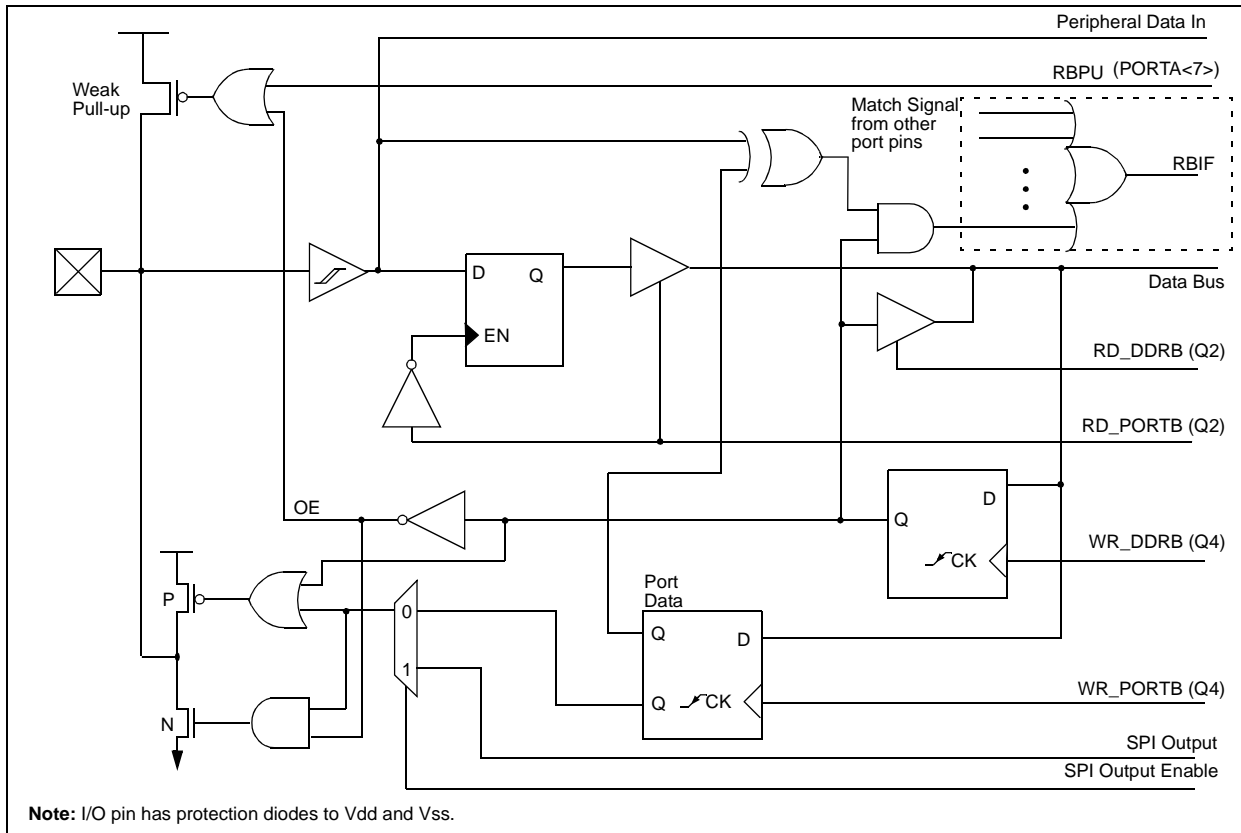 Peripheral Data In
RBPU (PORTA<7>)
Weak
Pull-up
Match Signal
from other
port pins
RBIF
D
Q
EN
Data Bus
RD_DDRB (Q2)
RD_PORTB (Q2)
OE
D
Q
CK
WR_DDRB (Q4)
P
Port
Data
0
1
Q
D
Q
CK
WR_PORTB (Q4)
N
SPI Output
SPI Output Enable
Note: I/O pin has protection diodes to Vdd and Vss.